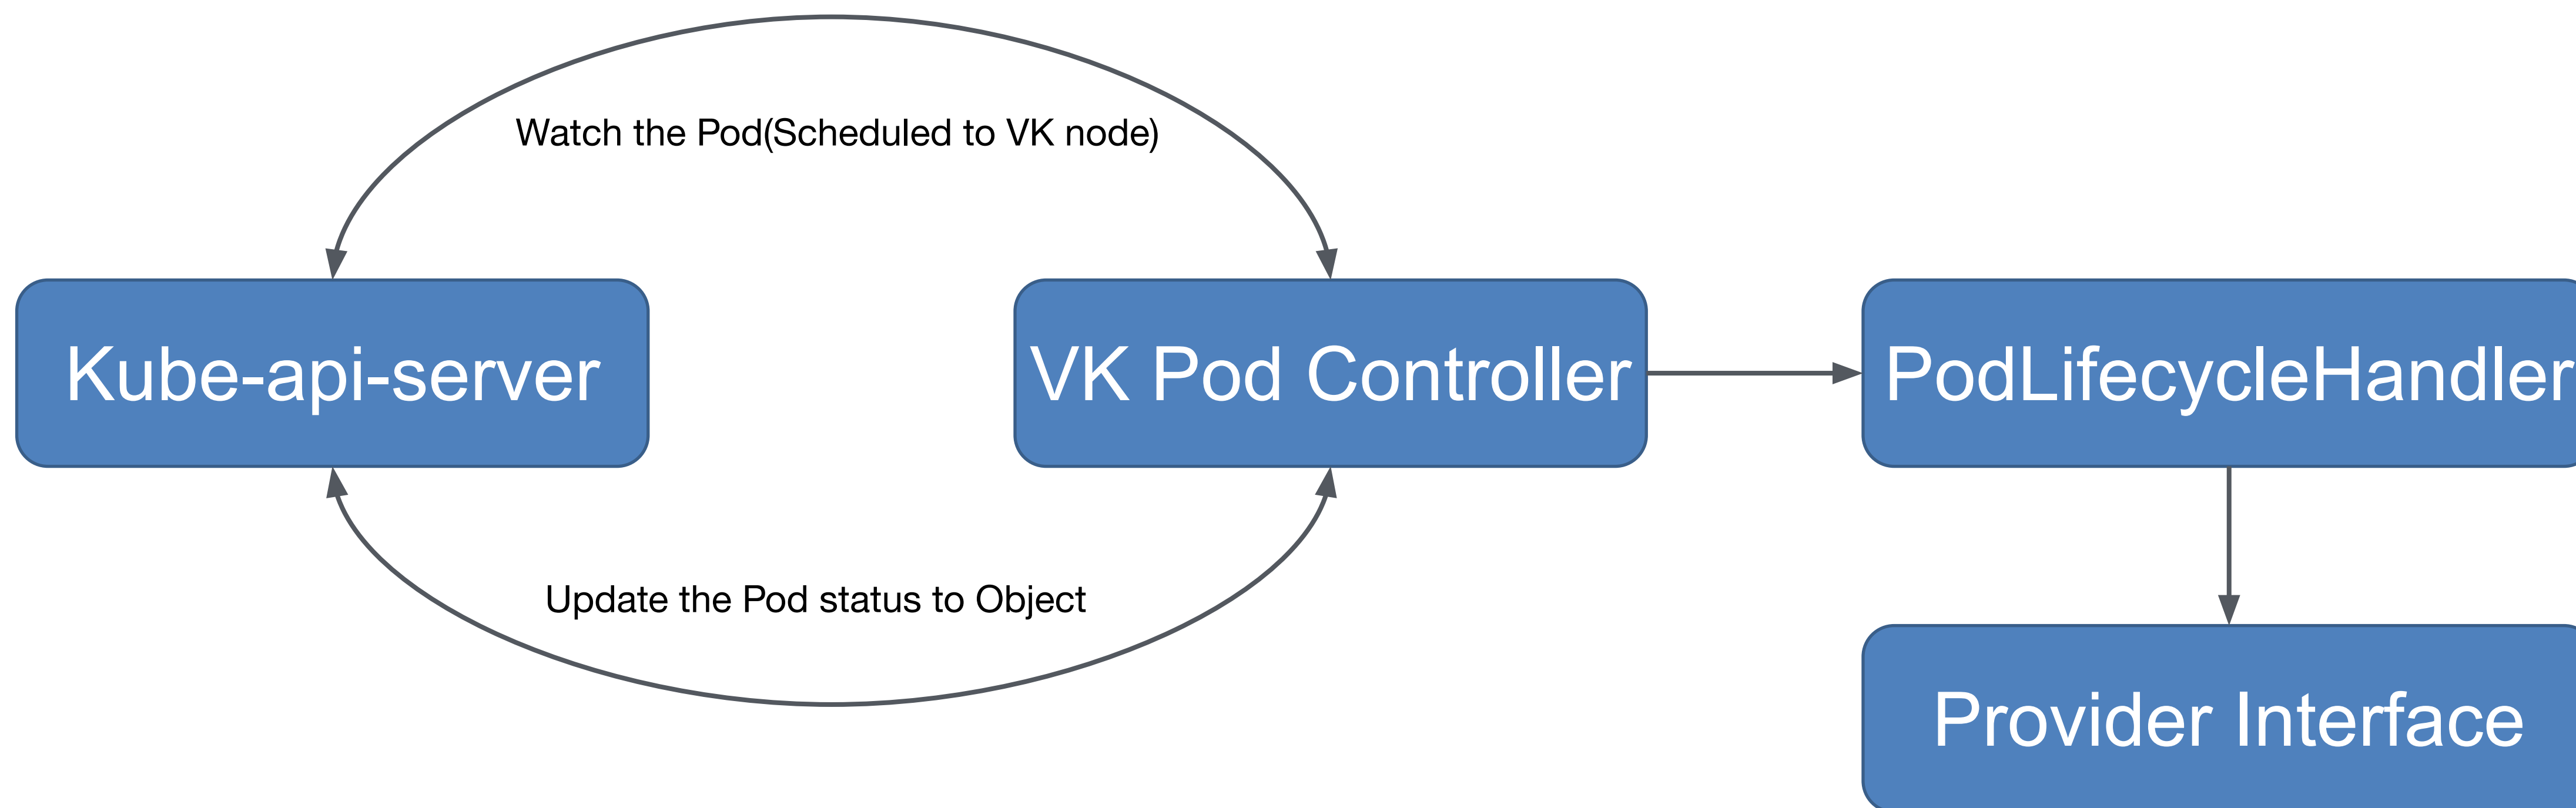 Watch the Pod(Scheduled to VK node)
Kube-api-server
VK Pod Controller
PodLifecycleHandler
Update the Pod status to Object
Provider Interface